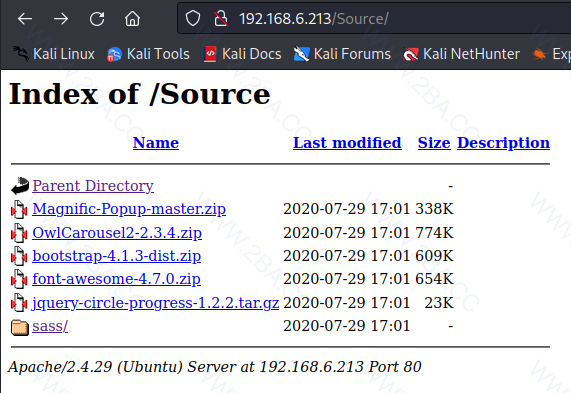 192.168.6.213/Source/
Kali Linux Kali Tools Kali Docs Kali Forums Kali NetHunter Exp
Index of /Source
Name Last modified Size Description
Parent Directory -
Magnific-Popup-master.zip 2020-07-29 17:01 338K
OwlCarousel2-2.3.4.zip 2020-07-29 17:01 774K
bootstrap-4.1.3-dist.zip 2020-07-29 17:01 609K
font-awesome-4.7.0.zip 2020-07-29 17:01 654K
jquery-circle-progress-1.2.2.tar.gz 2020-07-29 17:01 23K
sass/ 2020-07-29 17:01 -
Apache/2.4.29 (Ubuntu) Server at 192.168.6.213 Port 80
WWW.2BA.CC